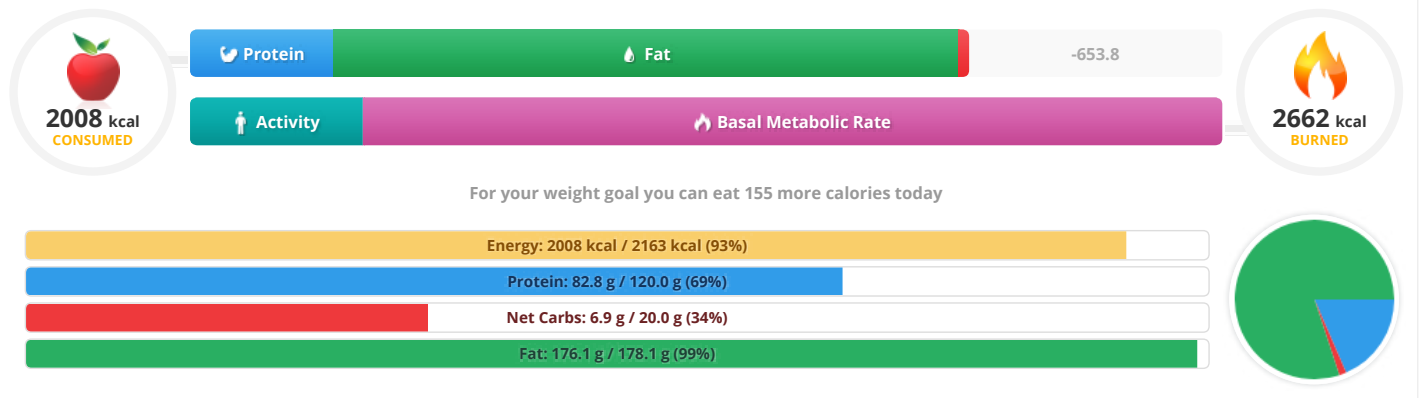 Protein
Fat
-653.8
2008 kcal
CONSUMED
2662 kcal
BURNED
Activity
Basal Metabolic Rate
For your weight goal you can eat 155 more calories today
Energy: 2008 kcal / 2163 kcal (93%)
Protein: 82.8 g / 120.0 g (69%)
Net Carbs: 6.9 g / 20.0 g (34%)
Fat: 176.1 g / 178.1 g (99%)